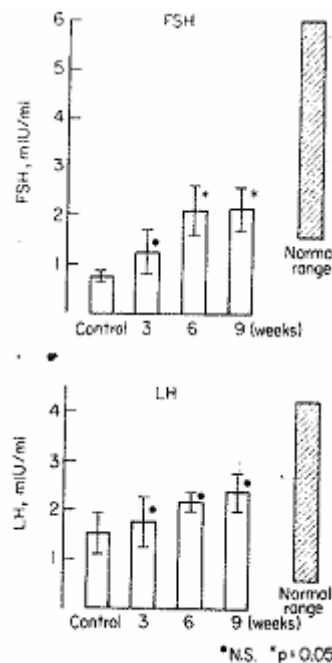 FSH
6
5
4
3
2
1
FSH, mIU/ml
Normal
range
Control 3 6 9 (weeks)
LH
4
3
2
1
LH, mIU/ml
Normal
range
Control 3 6 9 (weeks)
•N.S. *p=0.05